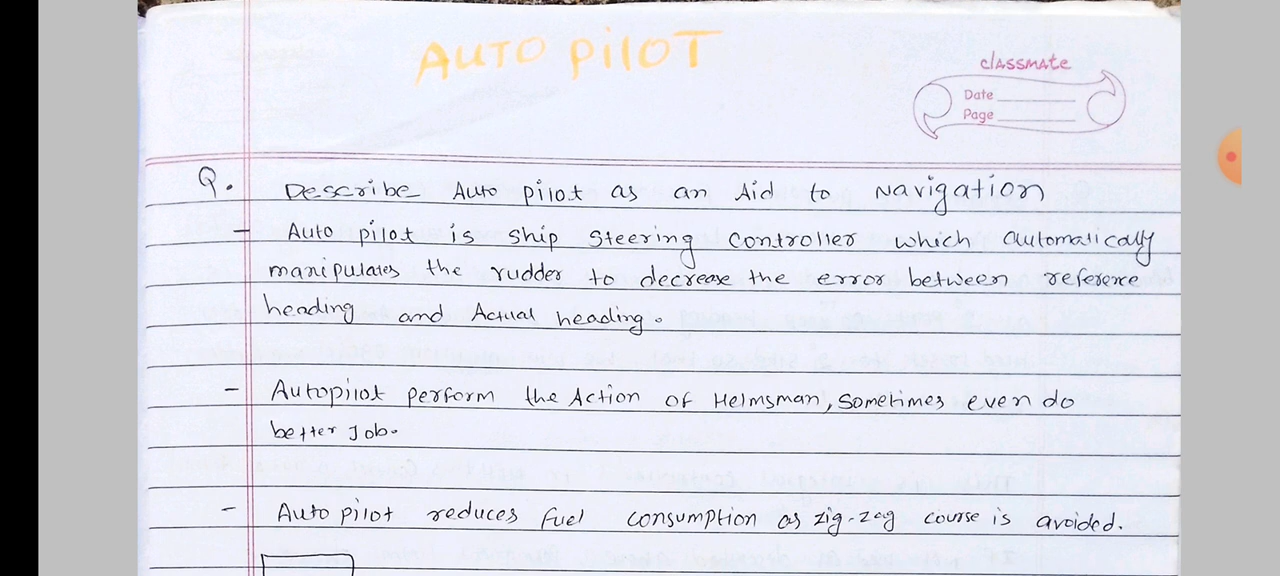 AUTO PILOT
classmate
Date
Page
Q. Describe Auto pilot as an Aid to Navigation
- Auto pilot is ship steering controller which automatically
manipulates the rudder to decrease the error between reference
heading and Actual heading.
- Autopilot perform the Action of Helmsman, sometimes even do
better Job.
- Auto pilot reduces fuel consumption as zig-zag course is avoided.